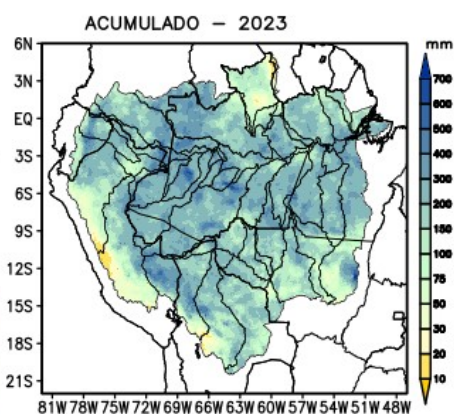 ACUMULADO – 2023
mm
6N
3N
EQ
3S
6S
9S
12S
15S
18S
21S
700
600
500
400
300
200
150
100
75
50
30
20
10
81W 78W 75W 72W 69W 66W 63W 60W 57W 54W 51W 48W